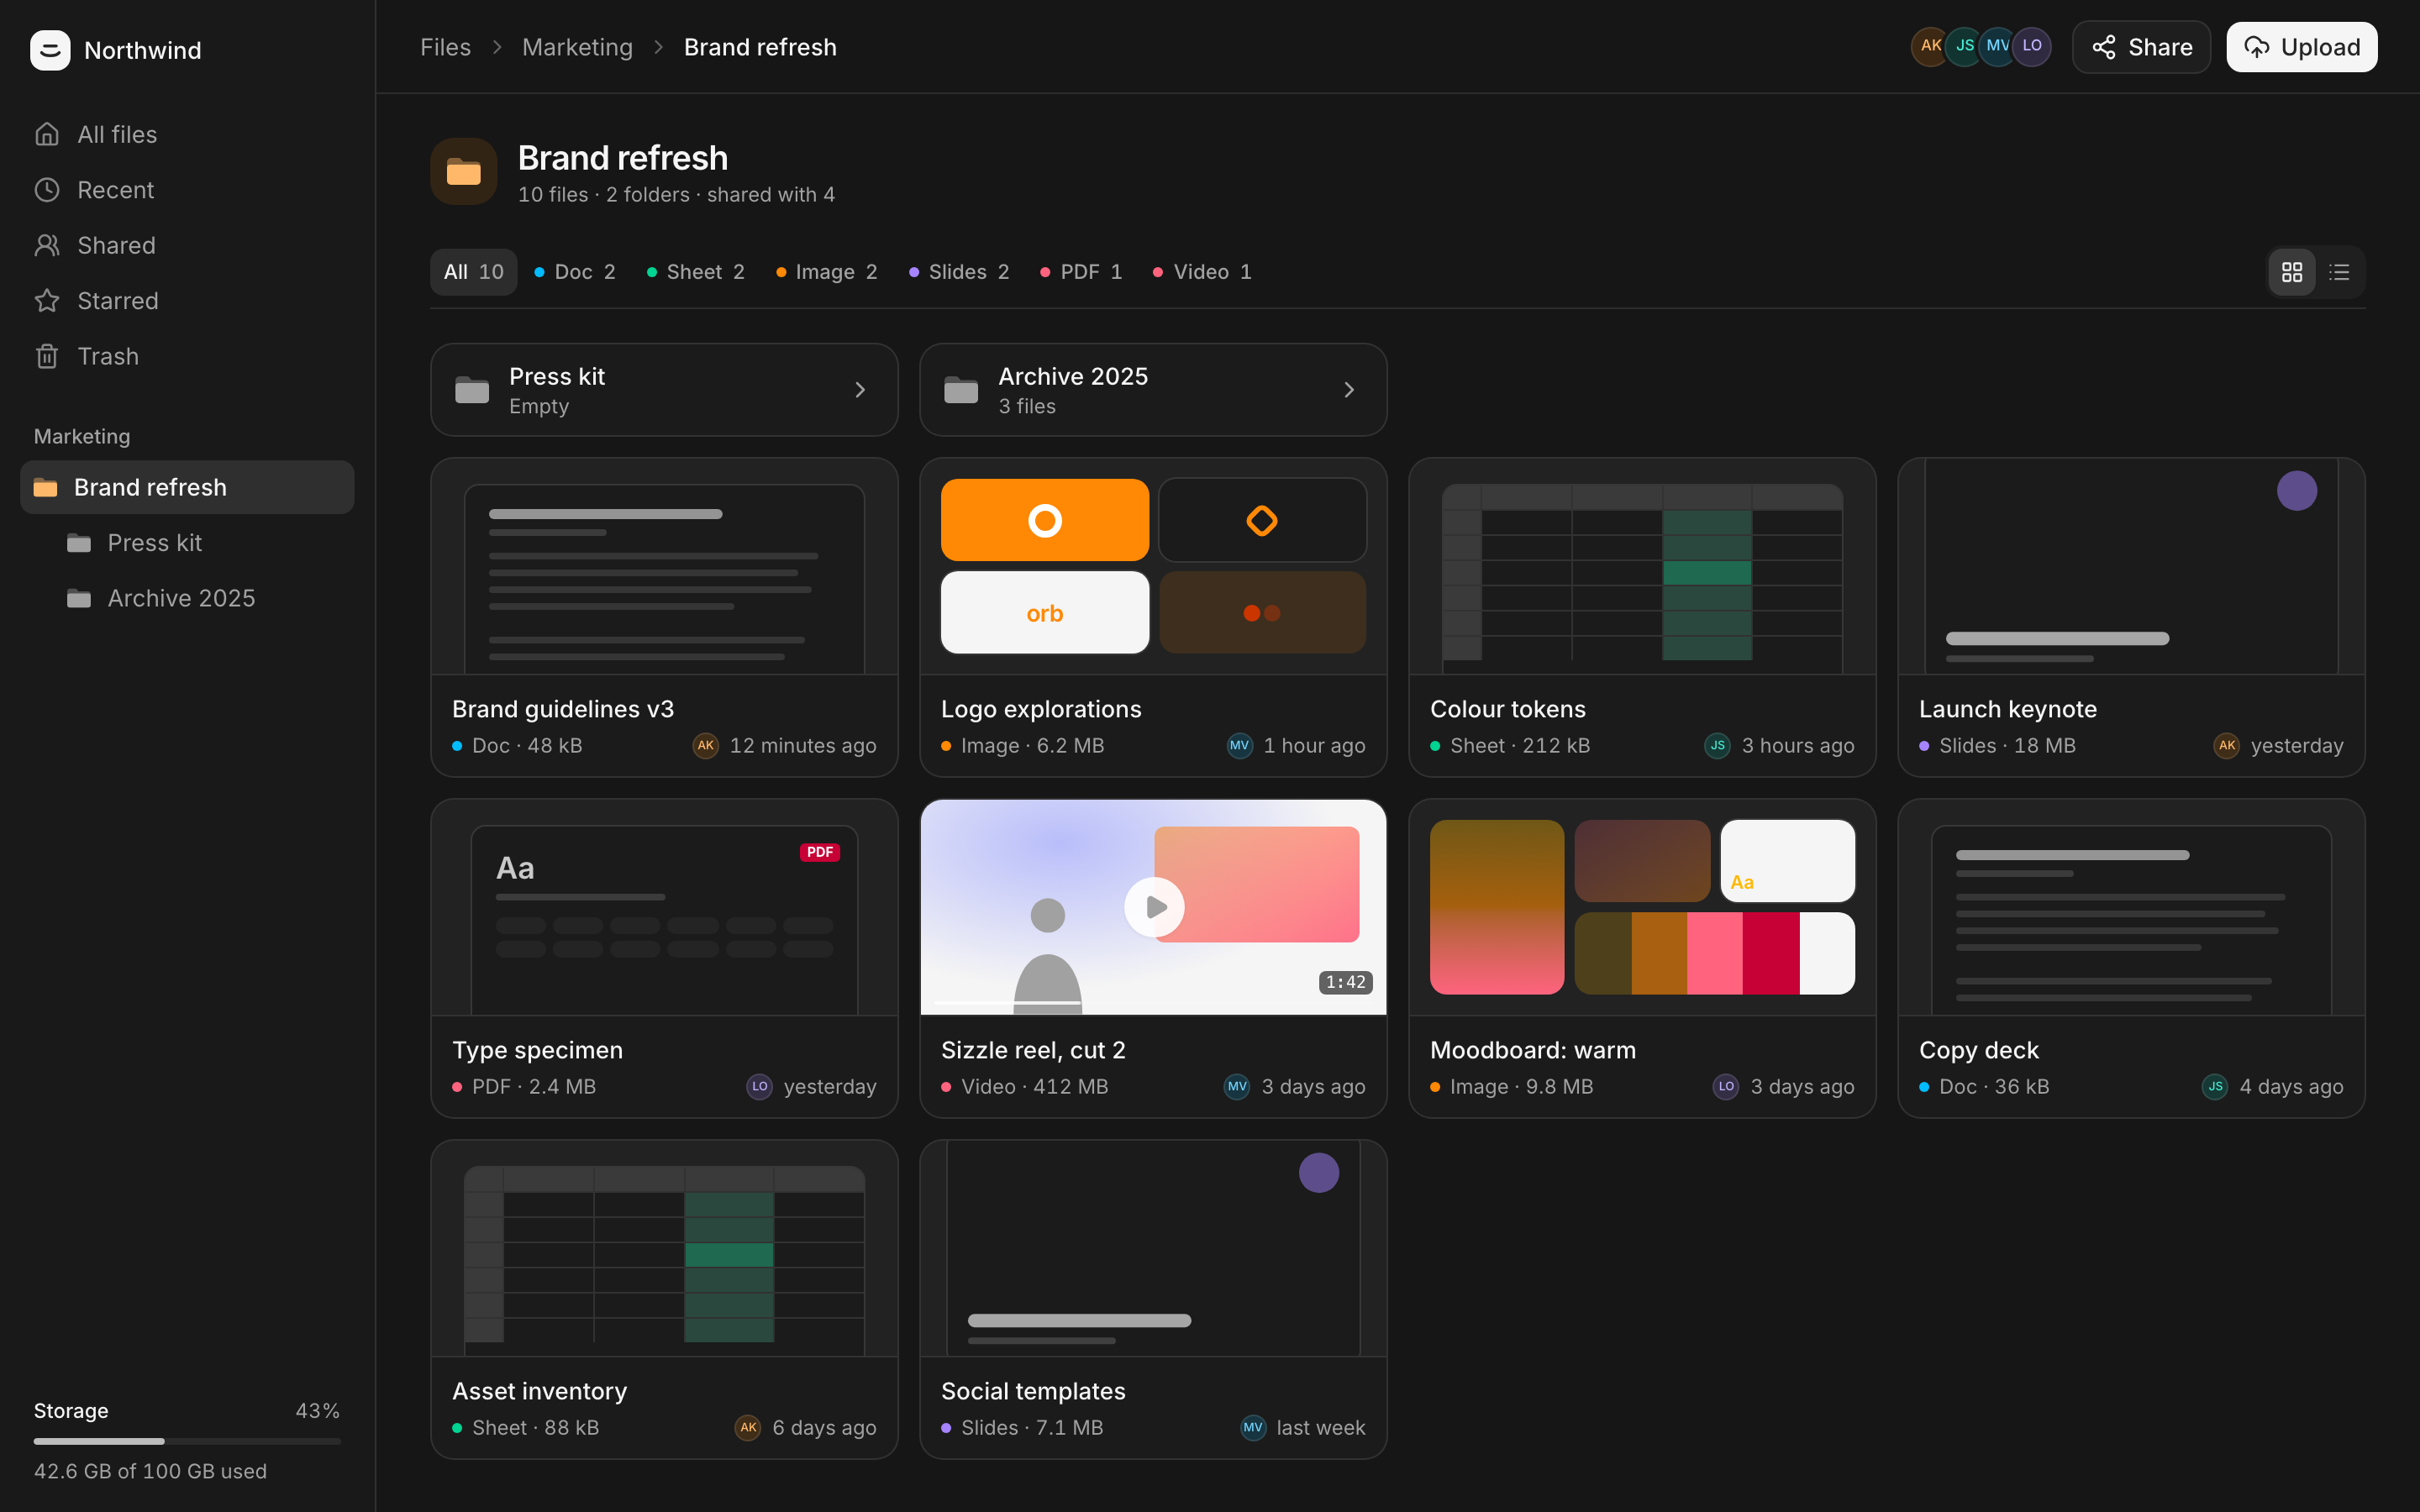 Northwind
All files
Recent
Shared
Starred
Trash
Marketing
Brand refresh
Press kit
Archive 2025
Storage 43%
42.6 GB of 100 GB used
Files Marketing Brand refresh
AK JS MV LO Share Upload
Brand refresh
10 files · 2 folders · shared with 4
All 10 Doc 2 Sheet 2 Image 2 Slides 2 PDF 1 Video 1
Press kit
Empty
Archive 2025
3 files
Brand guidelines v3
Doc · 48 kB AK 12 minutes ago
orb
Logo explorations
Image · 6.2 MB MV 1 hour ago
Colour tokens
Sheet · 212 kB JS 3 hours ago
Launch keynote
Slides · 18 MB AK yesterday
Aa PDF
Type specimen
PDF · 2.4 MB LO yesterday
1:42
Sizzle reel, cut 2
Video · 412 MB MV 3 days ago
Aa
Moodboard: warm
Image · 9.8 MB LO 3 days ago
Copy deck
Doc · 36 kB JS 4 days ago
Asset inventory
Sheet · 88 kB AK 6 days ago
Social templates
Slides · 7.1 MB MV last week